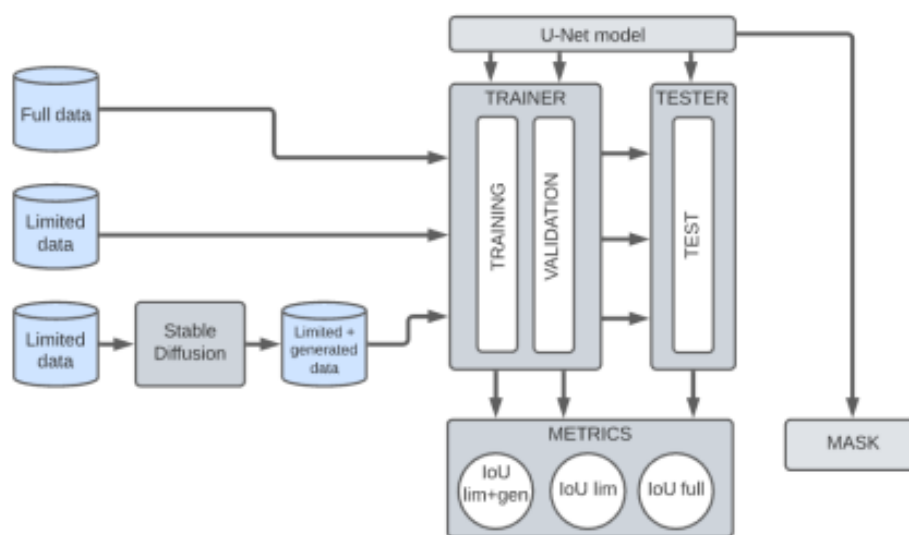 U-Net model
TRAINER
TESTER
Full data
TRAINING
VALIDATION
TEST
Limited
data
Limited
data
Stable
Diffusion
Limited +
generated
data
METRICS
IoU
lim+gen
IoU lim
IoU full
MASK